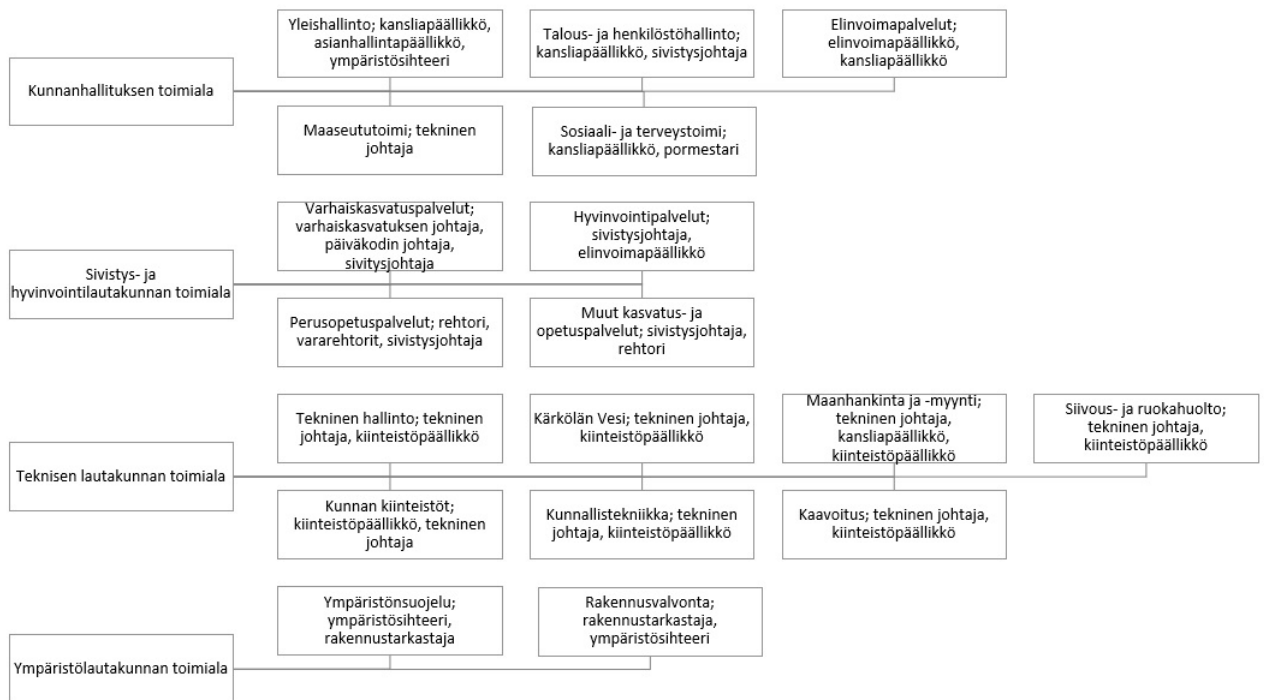 Kunnanhallituksen toimiala
Yleishallinto; kansliapäällikkö,
asianhallintapäällikkö,
ympäristösihteeri
Talous- ja henkilöstöhallinto;
kansliapäällikkö, sivistysjohtaja
Elinvoimapalvelut;
elinvoimapäällikkö,
kansliapäällikkö
Maaseututoimi; tekninen
johtaja
Sosiaali- ja terveystoimi;
kansliapäällikkö, pormestari
Sivistys- ja
hyvinvointilautakunnan toimiala
Varhaiskasvatuspalvelut;
varhaiskasvatuksen johtaja,
päiväkodin johtaja,
sivitysjohtaja
Hyvinvointipalvelut;
sivistysjohtaja,
elinvoimapäällikkö
Perusopetuspalvelut; rehtori,
vararehtorit, sivistysjohtaja
Muut kasvatus- ja
opetuspalvelut; sivistysjohtaja,
rehtori
Teknisen lautakunnan toimiala
Tekninen hallinto; tekninen
johtaja, kiinteistöpäällikkö
Kärkölän Vesi; tekninen johtaja,
kiinteistöpäällikkö
Maanhankinta ja -myynti;
tekninen johtaja,
kansliapäällikkö,
kiinteistöpäällikkö
Siivous- ja ruokahuolto;
tekninen johtaja,
kiinteistöpäällikkö
Kunnan kiinteistöt;
kiinteistöpäällikkö, tekninen
johtaja
Kunnallistekniikka; tekninen
johtaja, kiinteistöpäällikkö
Kaavoitus; tekninen johtaja,
kiinteistöpäällikkö
Ympäristölautakunnan toimiala
Ympäristönsuojelu;
ympäristösihteeri,
rakennustarkastaja
Rakennusvalvonta;
rakennustarkastaja,
ympäristösihteeri